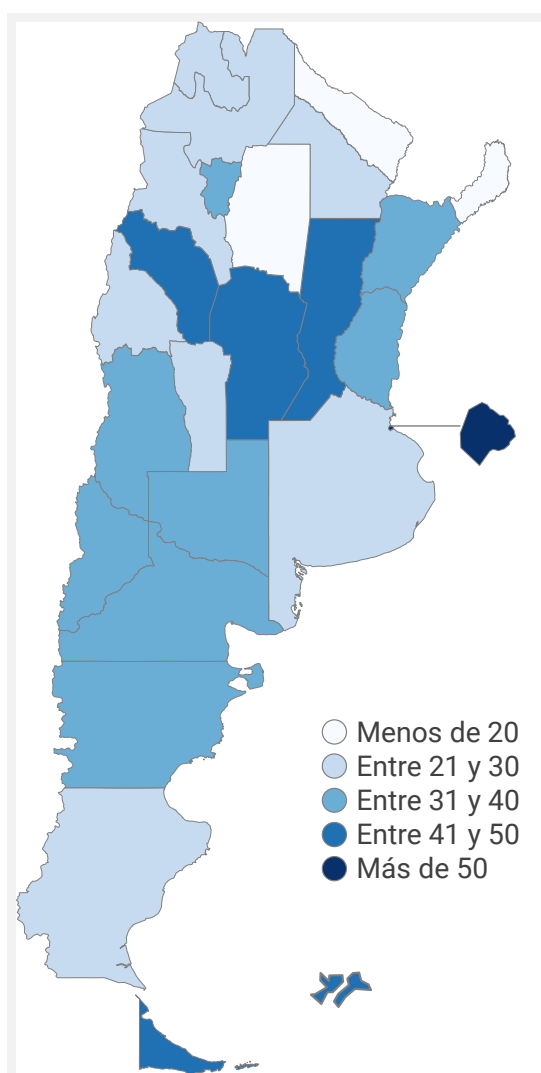 Menos de 20
Entre 21 y 30
Entre 31 y 40
Entre 41 y 50
Más de 50